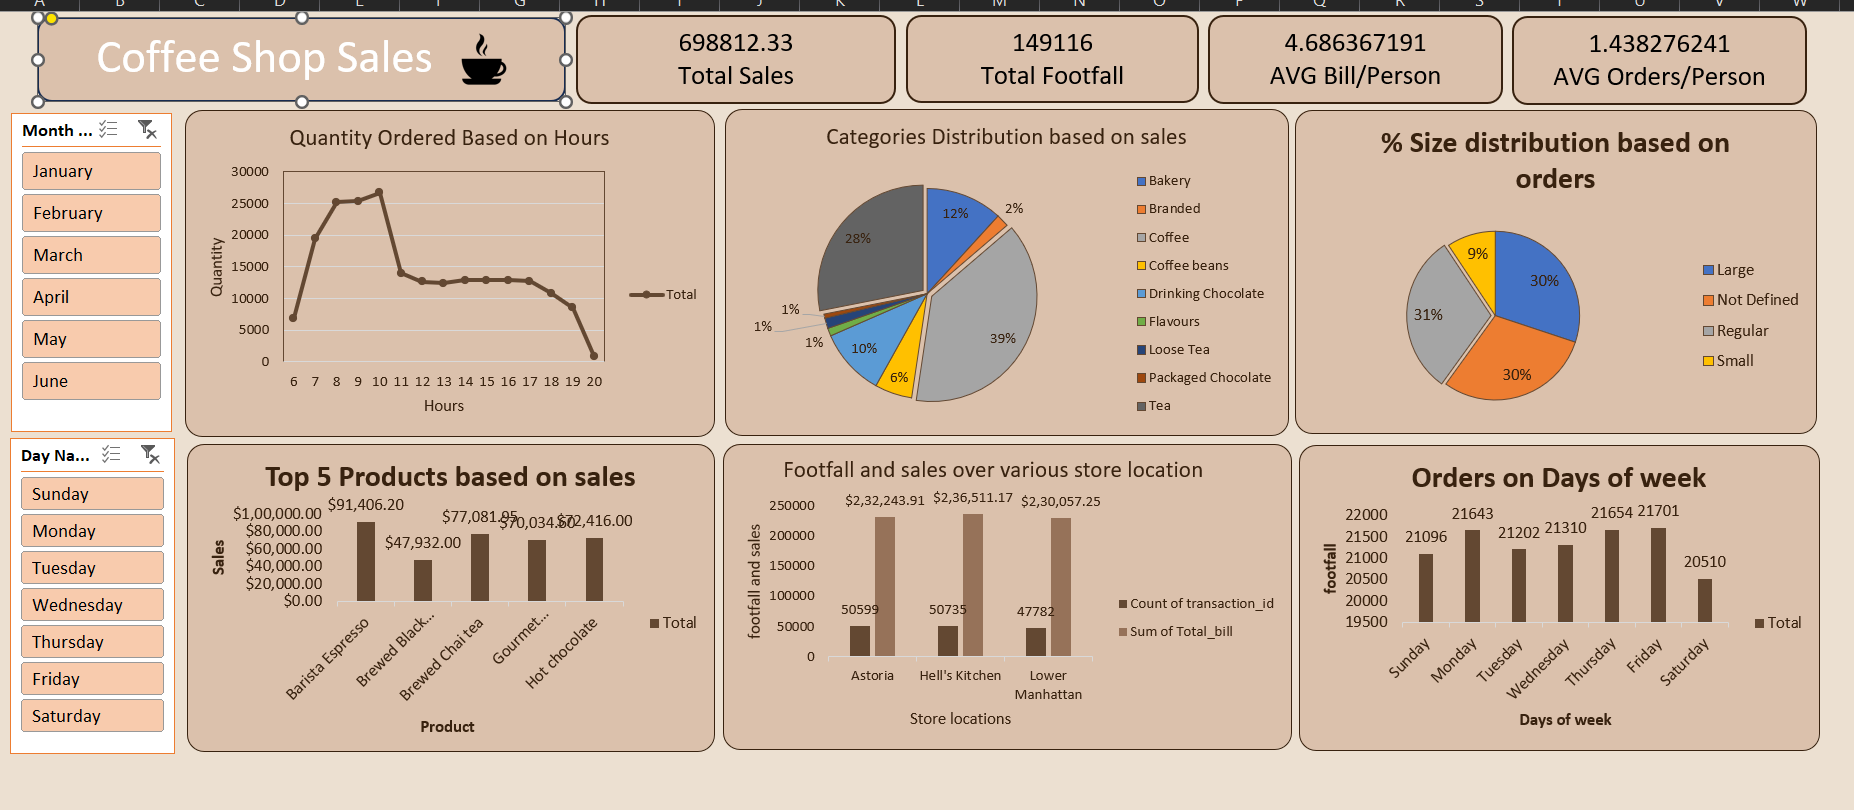 A B C D E F G H I J K L M N O P Q R S T U V W
Coffee Shop Sales
698812.33
Total Sales
149116
Total Footfall
4.686367191
AVG Bill/Person
1.438276241
AVG Orders/Person
Month ...
January
February
March
April
May
June
Day Na...
Sunday
Monday
Tuesday
Wednesday
Thursday
Friday
Saturday
Quantity Ordered Based on Hours
30000
25000
20000
15000
10000
5000
0
Quantity
6 7 8 9 10 11 12 13 14 15 16 17 18 19 20
Hours
Total
Categories Distribution based on sales
12%
2%
39%
6%
10%
1%
1%
1%
28%
Bakery
Branded
Coffee
Coffee beans
Drinking Chocolate
Flavours
Loose Tea
Packaged Chocolate
Tea
% Size distribution based on
orders
30%
30%
31%
9%
Large
Not Defined
Regular
Small
Top 5 Products based on sales
$1,00,000.00
$80,000.00
$60,000.00
$40,000.00
$20,000.00
$0.00
Sales
$91,406.20
$47,932.00
$77,081.95
$70,034.60
$72,416.00
Barista Espresso
Brewed Black...
Brewed Chai tea
Gourmet...
Hot chocolate
Product
Total
Footfall and sales over various store location
250000
200000
150000
100000
50000
0
footfall and sales
$2,32,243.91 $2,36,511.17 $2,30,057.25
50599 50735 47782
Astoria Hell's Kitchen Lower
Manhattan
Store locations
Count of transaction_id
Sum of Total_bill
Orders on Days of week
22000
21500
21000
20500
20000
19500
footfall
21096
21643
21202
21310
21654
21701
20510
Sunday
Monday
Tuesday
Wednesday
Thursday
Friday
Saturday
Days of week
Total